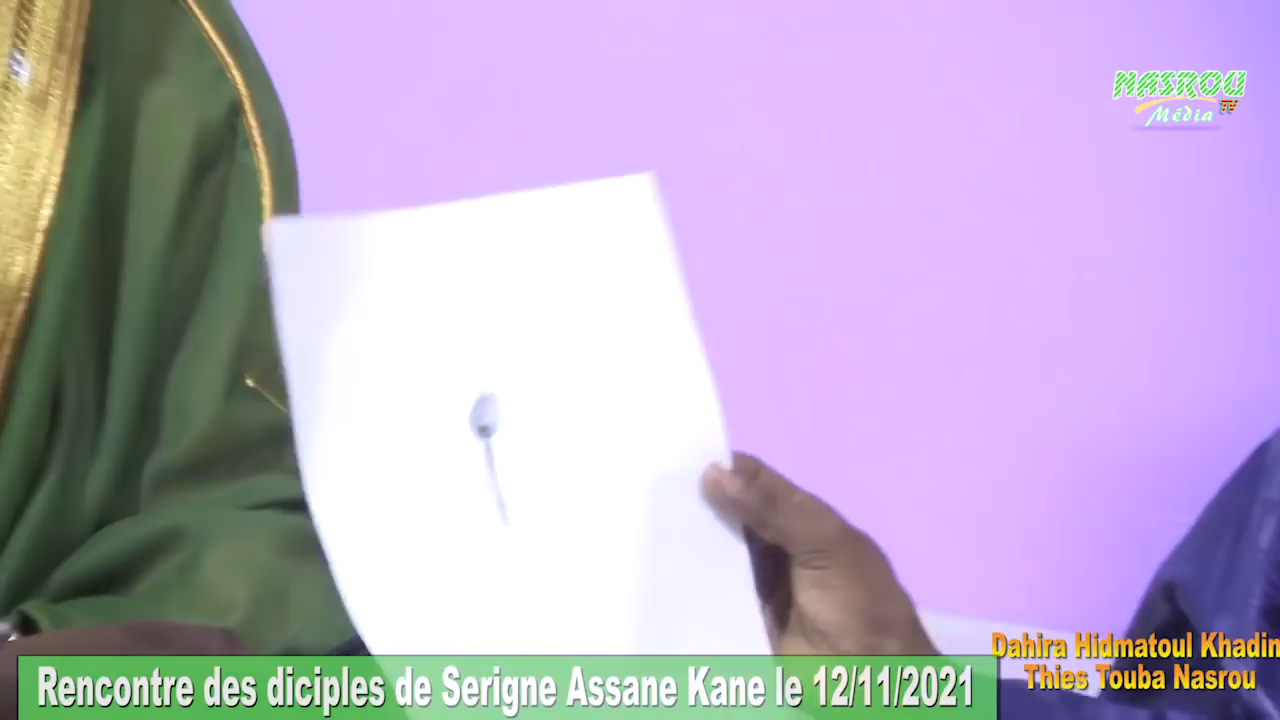 NASROU
TV
Média
Dahira Hidmatoul Khadin
Thies Touba Nasrou
Rencontre des diciples de Serigne Assane Kane le 12/11/2021